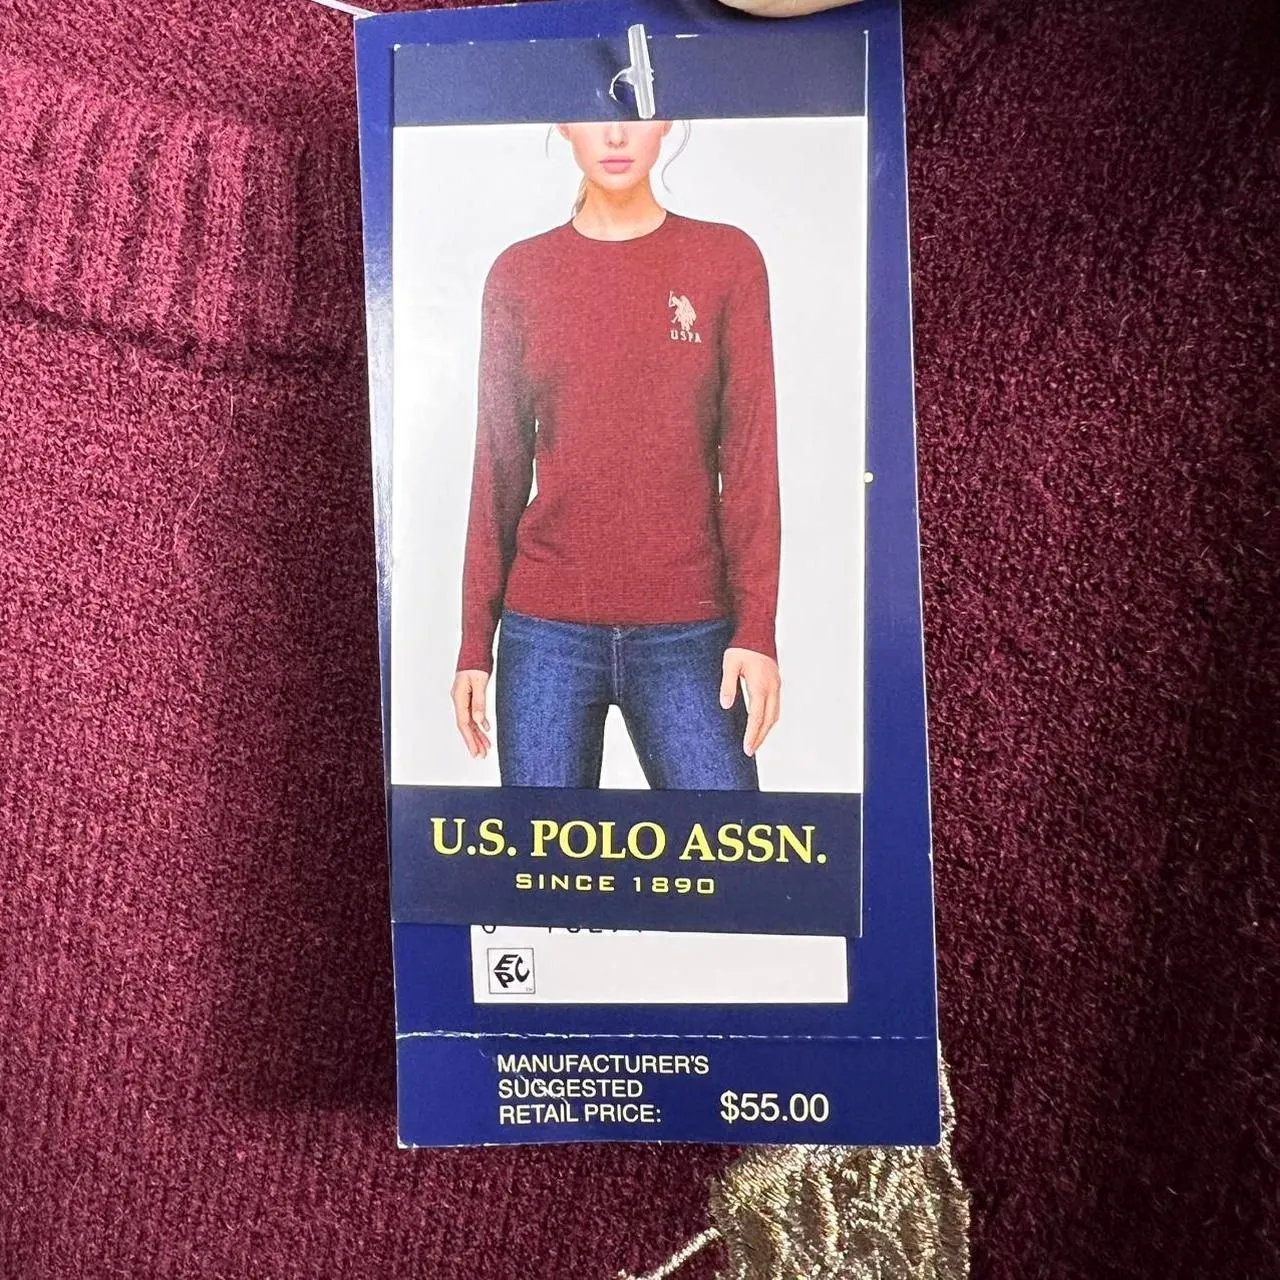 USPA
U.S. POLO ASSN.
SINCE 1890
EPC
MANUFACTURER'S
SUGGESTED
RETAIL PRICE: $55.00